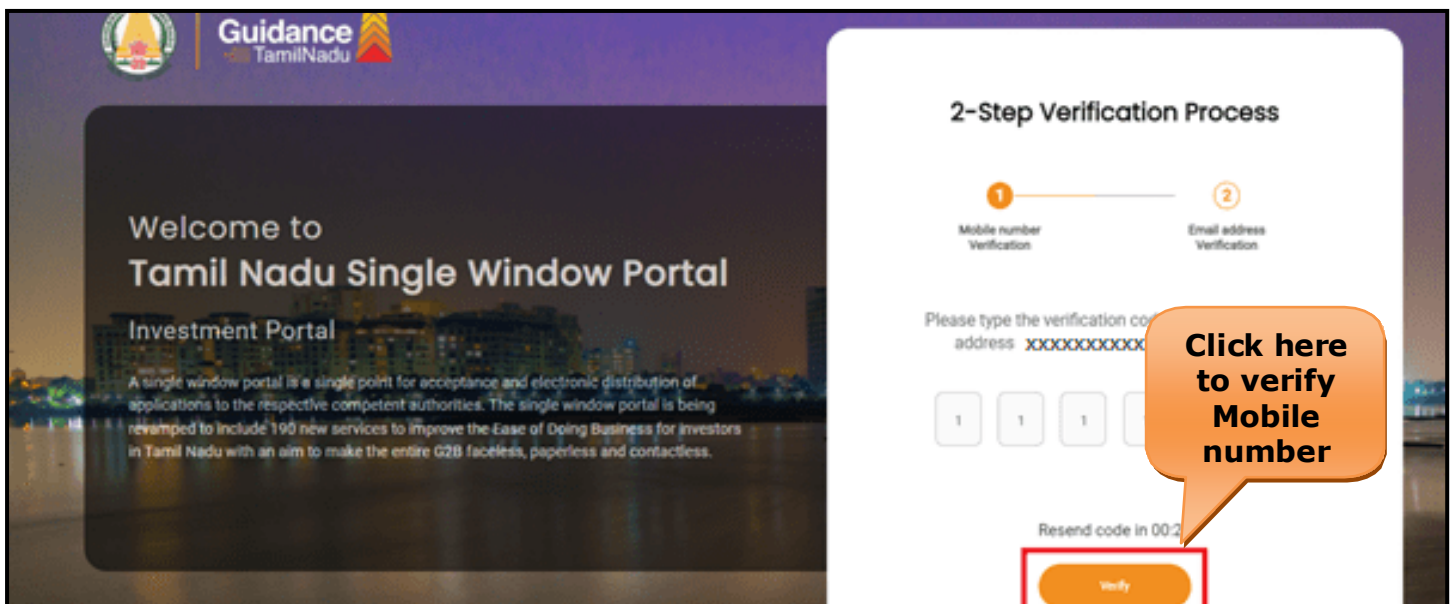 Guidance
TamilNadu
Welcome to
Tamil Nadu Single Window Portal
Investment Portal
A single window portal is a single point for acceptance and electronic distribution of
applications to the respective competent authorities. The single window portal is being
revamped to include 190 new services to improve the Ease of Doing Business for investors
in Tamil Nadu with an aim to make the entire G2B faceless, paperless and contactless.
2-Step Verification Process
1 2
Mobile number Email address
Verification Verification
Please type the verification
address xxxxxxxxxxx
1 1 1
Click here
to verify
Mobile
number
Resend code in
Verify